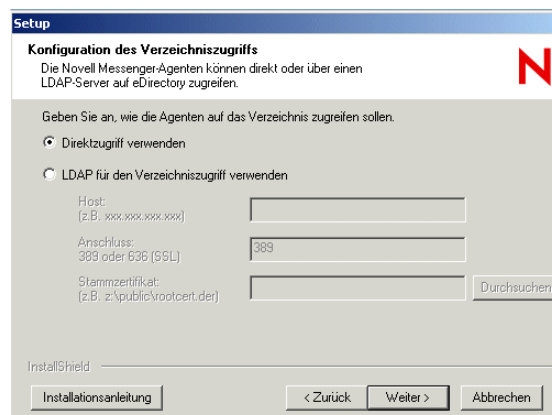 Setup
Konfiguration des Verzeichniszugriffs
Die Novell Messenger-Agenten können direkt oder über einen
LDAP-Server auf eDirectory zugreifen.
N
Geben Sie an, wie die Agenten auf das Verzeichnis zugreifen sollen.
Direktzugriff verwenden
LDAP für den Verzeichniszugriff verwenden
Host:
(z.B. xxx.xxx.xxx.xxx)
Anschluss:
389 oder 636 (SSL)
389
Stammzertifikat:
(z.B. z:\public\rootcert.der)
Durchsuchen
InstallShield
Installationsanleitung
< Zurück
Weiter >
Abbrechen